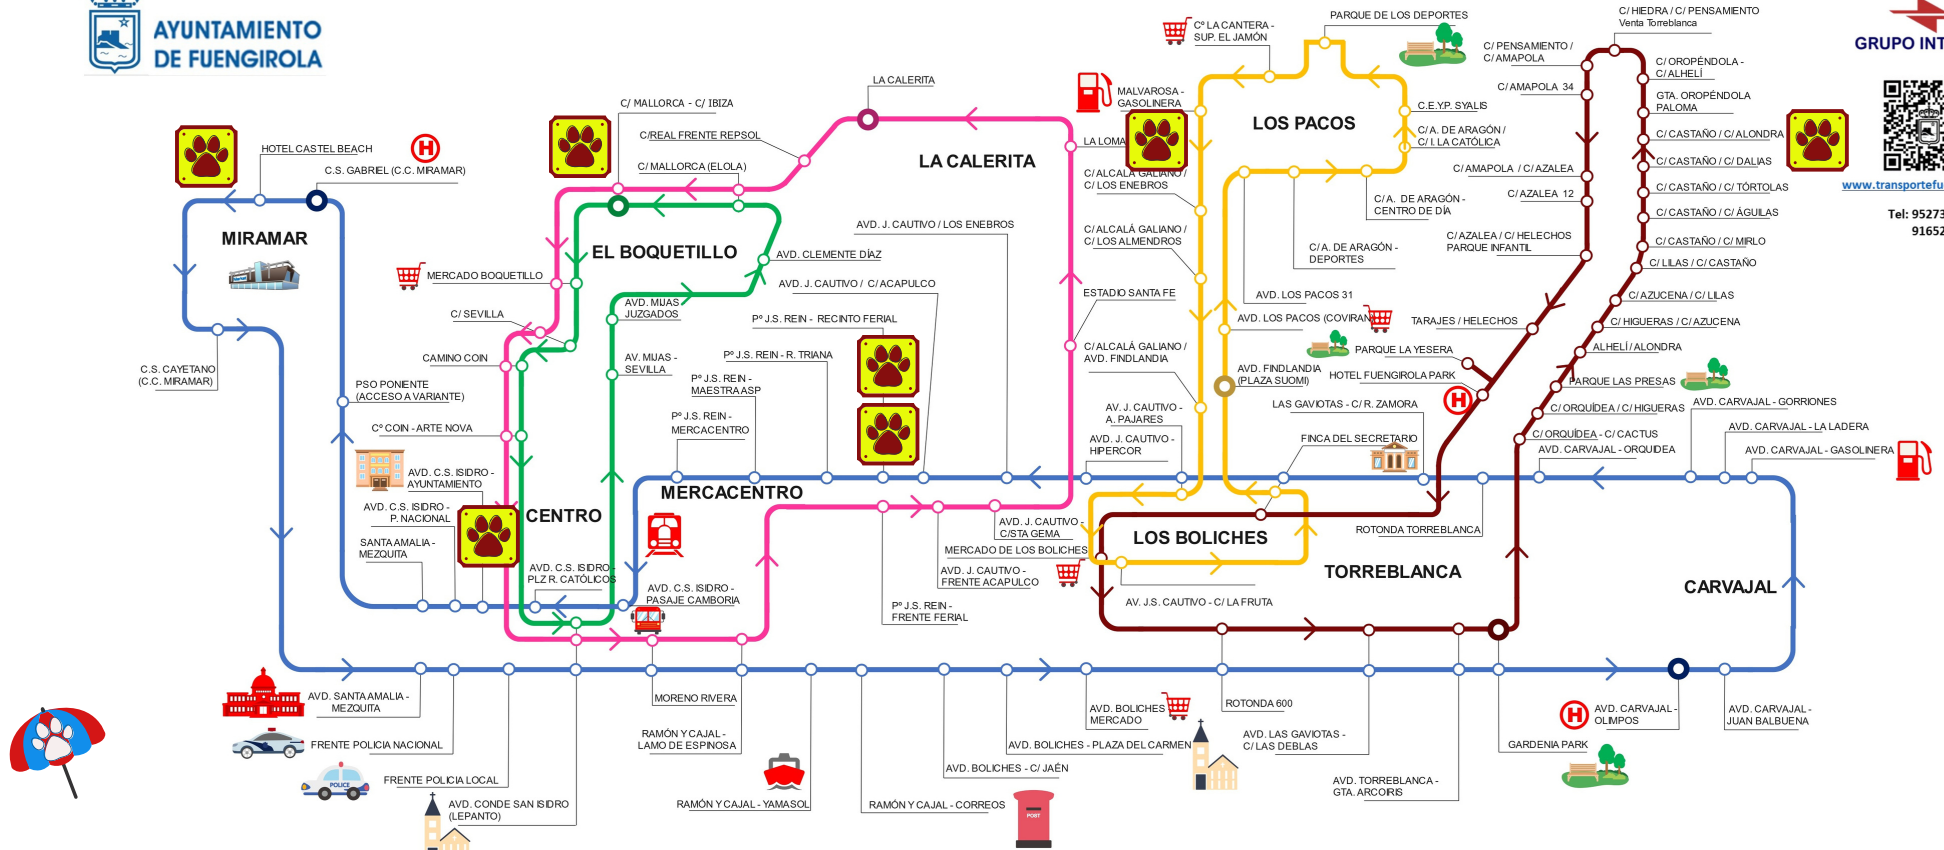 AYUNTAMIENTO
DE FUENGIROLA
HOTEL CASTEL BEACH
C.S. GABRIEL (C.C. MIRAMAR)
MIRAMAR
C.S. CAYETANO
(C.C. MIRAMAR)
PSO PONIENTE
(ACCESO A VARIANTE)
C/ MALLORCA - C/ IBIZA
C/REAL FRENTE REPSOL
C/ MALLORCA (ELOLA)
LA CALERITA
LA CALERITA
EL BOQUETILLO
MERCADO BOQUETILLO
C/ SEVILLA
CAMINO COIN
Cº COIN - ARTE NOVA
AVD. C.S. ISIDRO -
AYUNTAMIENTO
AVD. C.S. ISIDRO -
P. NACIONAL
SANTA AMALIA -
MEZQUITA
CENTRO
AVD. C.S. ISIDRO -
PLZ R. CATÓLICOS
AVD. C.S. ISIDRO -
PASAJE CAMBORIA
AVD. CLEMENTE DÍAZ
AVD. MIJAS
JUZGADOS
AV. MIJAS -
SEVILLA
AVD. J. CAUTIVO / LOS ENEBROS
AVD. J. CAUTIVO / C/ ACAPULCO
Pº J.S. REIN - RECINTO FERIAL
Pº J.S. REIN - R. TRIANA
Pº J.S. REIN -
MAESTRA ASP
Pº J.S. REIN -
MERCACENTRO
MERCACENTRO
AVD. J. CAUTIVO -
C/STA GEMA
MERCADO DE LOS BOLICHES
AVD. J. CAUTIVO -
FRENTE ACAPULCO
Pº J.S. REIN -
FRENTE FERIAL
ESTADIO SANTA FE
LA LOMA
MALVAROSA -
GASOLINERA
Cº LA CANTERA -
SUP. EL JAMÓN
PARQUE DE LOS DEPORTES
LOS PACOS
C.E.Y.P. SYALIS
C/ A. DE ARAGÓN /
C/ I. LA CATÓLICA
C/ A. DE ARAGÓN -
CENTRO DE DÍA
C/ A. DE ARAGÓN -
DEPORTES
AVD. LOS PACOS 31
AVD. LOS PACOS (COVIRAN)
AVD. FINDLANDIA
(PLAZA SUOMI)
C/ ALCALÁ GALIANO /
C/ LOS ENEBROS
C/ ALCALÁ GALIANO /
C/ LOS ALMENDROS
C/ ALCALÁ GALIANO /
AVD. FINDLANDIA
AV. J. CAUTIVO -
A. PAJARES
AVD. J. CAUTIVO -
HIPERCOR
LAS GAVIOTAS - C/ R. ZAMORA
FINCA DEL SECRETARIO
LOS BOLICHES
AV. J.S. CAUTIVO - C/ LA FRUTA
C/ HIEDRA / C/ PENSAMIENTO
Venta Torreblanca
C/ PENSAMIENTO /
C/ AMAPOLA
C/ AMAPOLA 34
C/ AMAPOLA / C/ AZALEA
C/ AZALEA 12
C/ AZALEA / C/ HELECHOS
PARQUE INFANTIL
TARAJES / HELECHOS
PARQUE LA YESERA
HOTEL FUENGIROLA PARK
C/ OROPÉNDOLA -
C/ ALHELÍ
GTA. OROPÉNDOLA
PALOMA
C/ CASTAÑO / C/ ALONDRA
C/ CASTAÑO / C/ DALIAS
C/ CASTAÑO / C/ TÓRTOLAS
C/ CASTAÑO / C/ ÁGUILAS
C/ CASTAÑO / C/ MIRLO
C/ LILAS / C/ CASTAÑO
C/ AZUCENA / C/ LILAS
C/ HIGUERAS / C/ AZUCENA
ALHELÍ / ALONDRA
PARQUE LAS PRESAS
C/ ORQUÍDEA / C/ HIGUERAS
C/ ORQUÍDEA - C/ CACTUS
AVD. CARVAJAL - ORQUIDEA
AVD. CARVAJAL - GORRIONES
AVD. CARVAJAL - LA LADERA
AVD. CARVAJAL - GASOLINERA
ROTONDA TORREBLANCA
TORREBLANCA
CARVAJAL
GRUPO INT
www.transportefu
Tel: 95273
91652
AVD. SANTA AMALIA -
MEZQUITA
FRENTE POLICIA NACIONAL
FRENTE POLICIA LOCAL
POLICE
AVD. CONDE SAN ISIDRO
(LEPANTO)
MORENO RIVERA
RAMÓN Y CAJAL -
LAMO DE ESPINOSA
RAMÓN Y CAJAL - YAMASOL
RAMÓN Y CAJAL - CORREOS
POST
AVD. BOLICHES - C/ JAÉN
AVD. BOLICHES - PLAZA DEL CARMEN
AVD. BOLICHES
MERCADO
ROTONDA 600
AVD. LAS GAVIOTAS -
C/ LAS DEBLAS
AVD. TORREBLANCA -
GTA. ARCOIRIS
GARDENIA PARK
AVD. CARVAJAL -
OLIMPOS
AVD. CARVAJAL -
JUAN BALBUENA
H
H
H